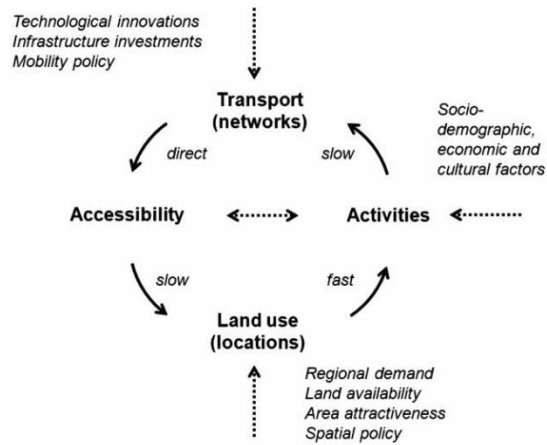 Technological innovations
Infrastructure investments
Mobility policy
Transport
(networks)
Socio-
demographic,
economic and
cultural factors
direct
slow
Accessibility
Activities
slow
fast
Land use
(locations)
Regional demand
Land availability
Area attractiveness
Spatial policy